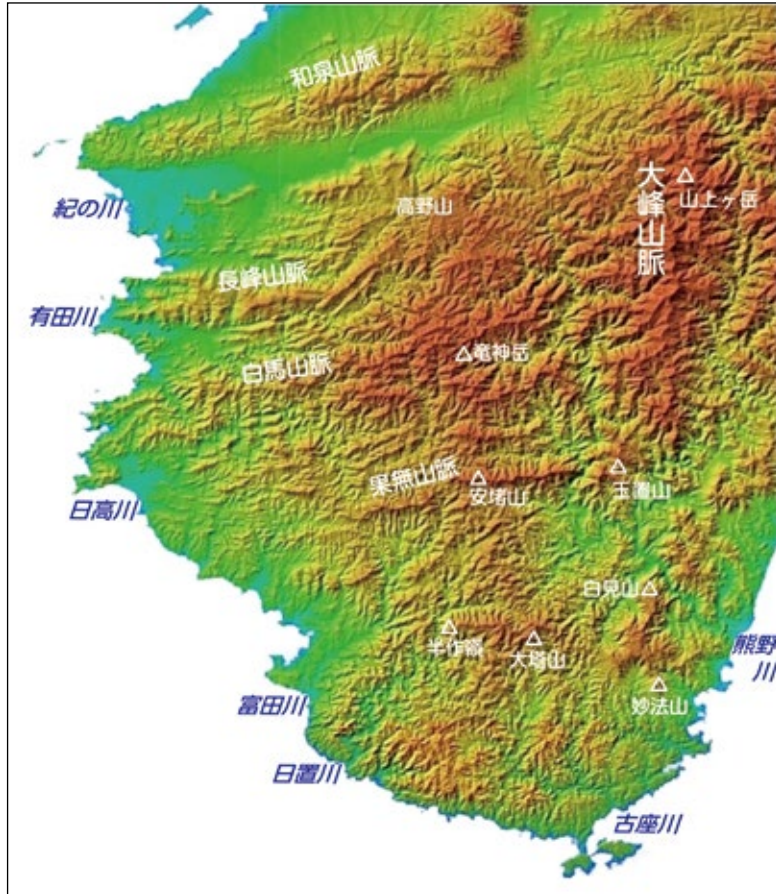 和泉山脈
大峰山脈
山上ヶ岳
高野山
紀の川
長峰山脈
有田川
竜神岳
白馬山脈
果無山脈
安堵山
玉置山
日高川
白見山
半作嶺
大塔山
熊野
川
妙法山
富田川
日置川
古座川